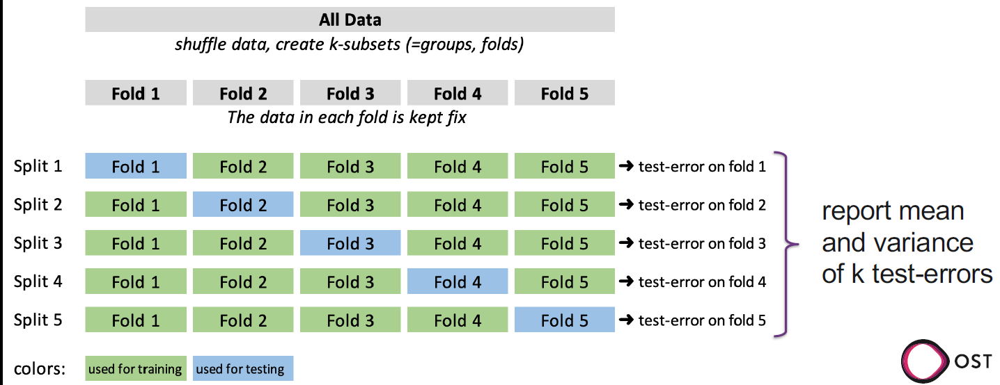 All Data
shuffle data, create k-subsets (=groups, folds)
Fold 1 Fold 2 Fold 3 Fold 4 Fold 5
The data in each fold is kept fix
Split 1 Fold 1 Fold 2 Fold 3 Fold 4 Fold 5 → test-error on fold 1
Split 2 Fold 1 Fold 2 Fold 3 Fold 4 Fold 5 → test-error on fold 2
Split 3 Fold 1 Fold 2 Fold 3 Fold 4 Fold 5 → test-error on fold 3
Split 4 Fold 1 Fold 2 Fold 3 Fold 4 Fold 5 → test-error on fold 4
Split 5 Fold 1 Fold 2 Fold 3 Fold 4 Fold 5 → test-error on fold 5
report mean
and variance
of k test-errors
colors: used for training used for testing
OST